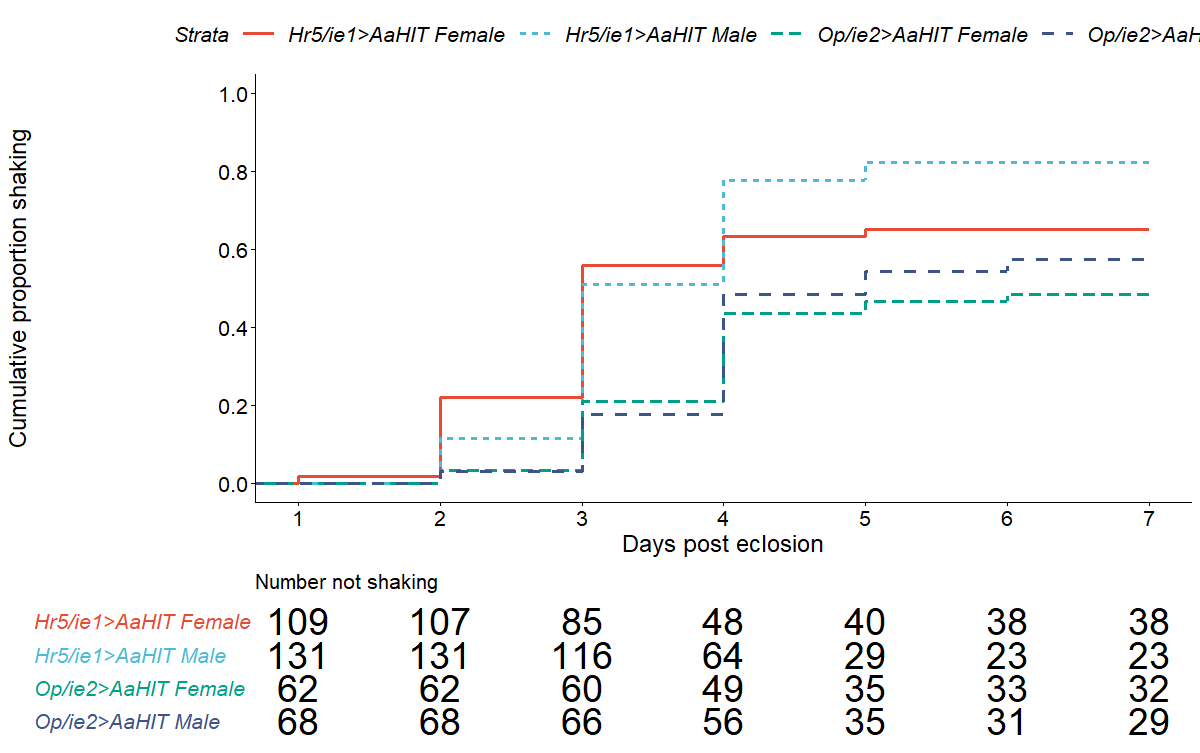 Strata Hr5/ie1>AaHIT Female Hr5/ie1>AaHIT Male Op/ie2>AaHIT Female Op/ie2>AaH
Cumulative proportion shaking
1.0
0.8
0.6
0.4
0.2
0.0
1 2 3 4 5 6 7
Days post eclosion
Number not shaking
Hr5/ie1>AaHIT Female 109 107 85 48 40 38 38
Hr5/ie1>AaHIT Male 131 131 116 64 29 23 23
Op/ie2>AaHIT Female 62 62 60 49 35 33 32
Op/ie2>AaHIT Male 68 68 66 56 35 31 29